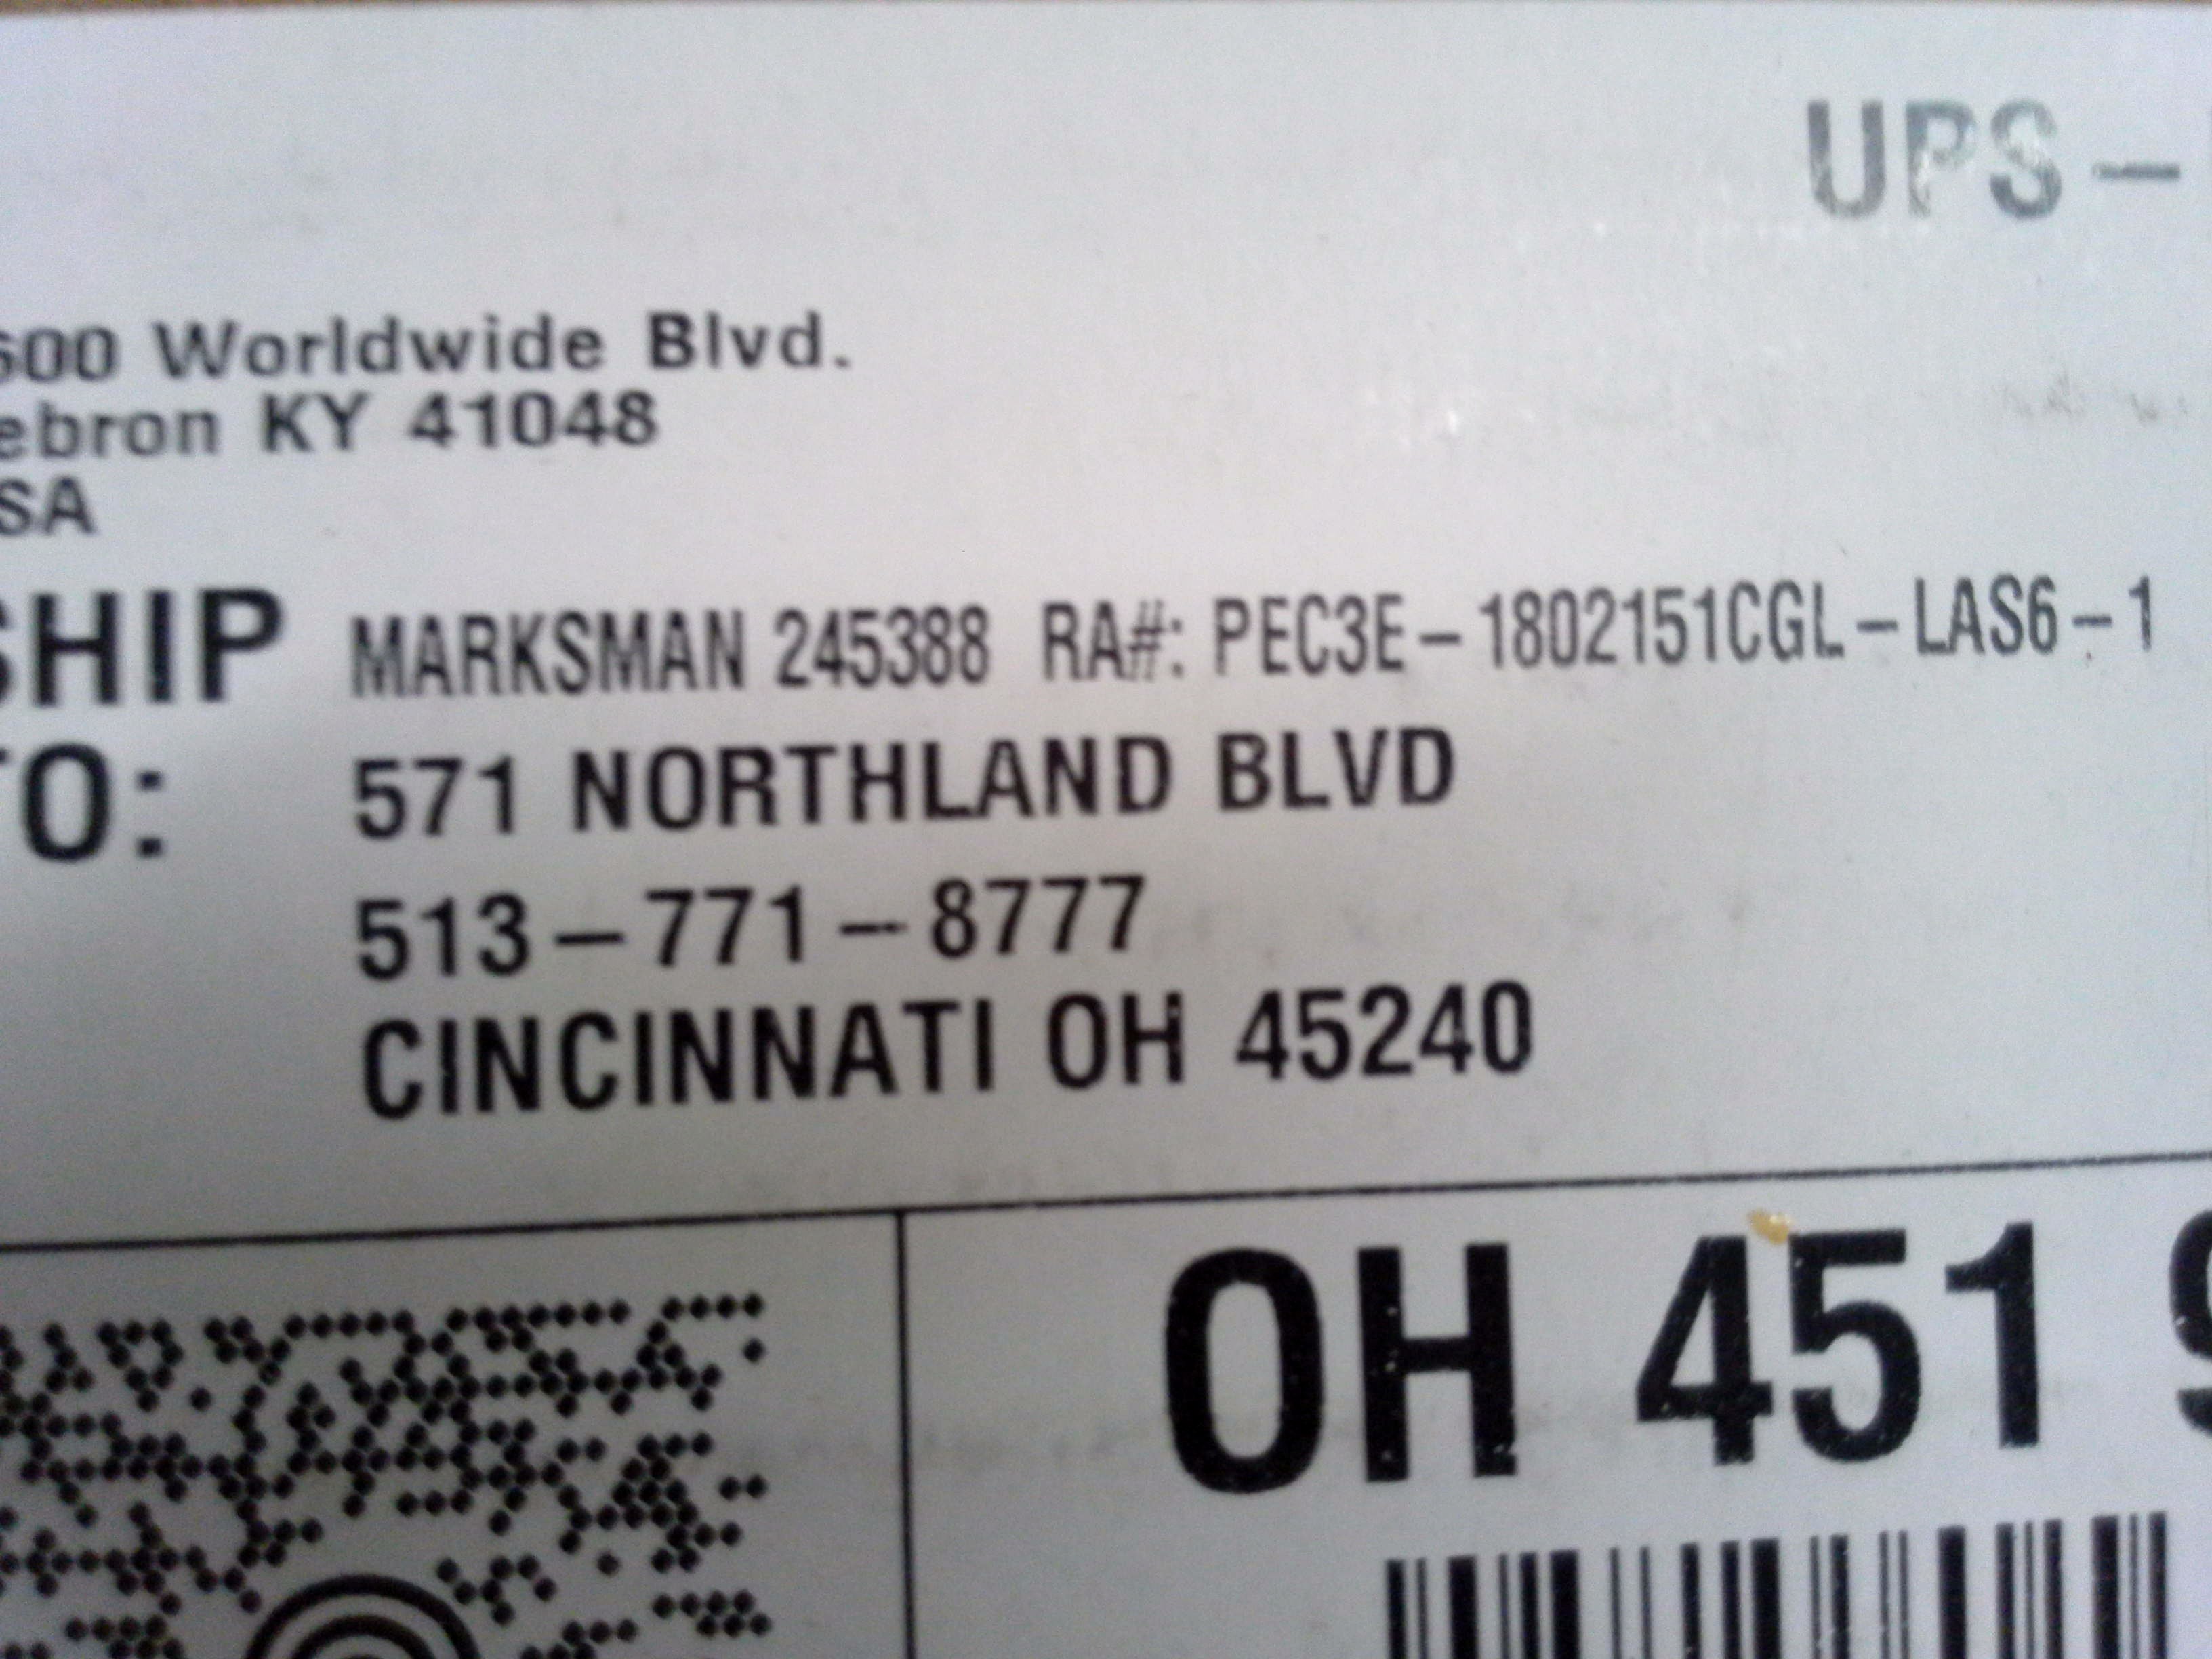 UPS-
600 Worldwide Blvd.
ebron KY 41048
SA
SHIP MARKSMAN 245388 RA#: PEC3E-1802151CGL-LAS6-1
TO: 571 NORTHLAND BLVD
513-771-8777
CINCINNATI OH 45240
OH 451 9